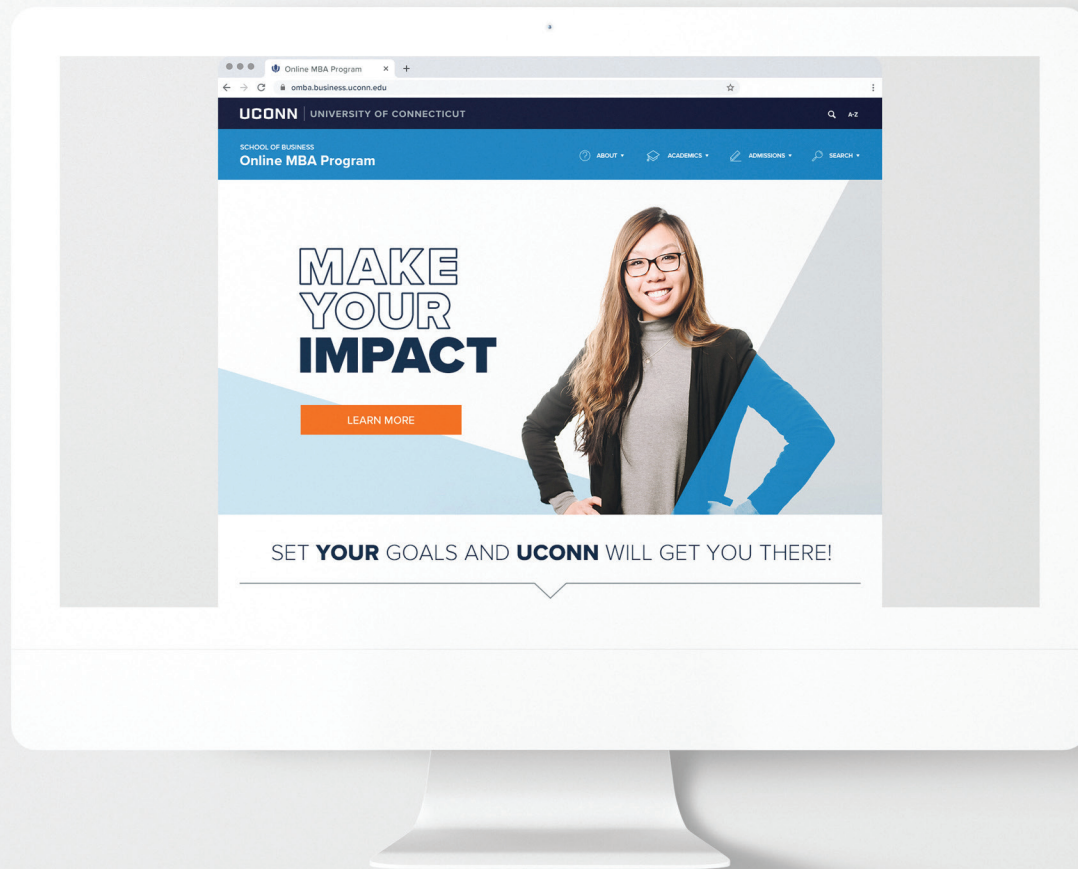 Online MBA Program
omba.business.uconn.edu
UCONN UNIVERSITY OF CONNECTICUT A-Z
SCHOOL OF BUSINESS
Online MBA Program
ABOUT ACADEMICS ADMISSIONS SEARCH
MAKE
YOUR
IMPACT
LEARN MORE
SET YOUR GOALS AND UCONN WILL GET YOU THERE!